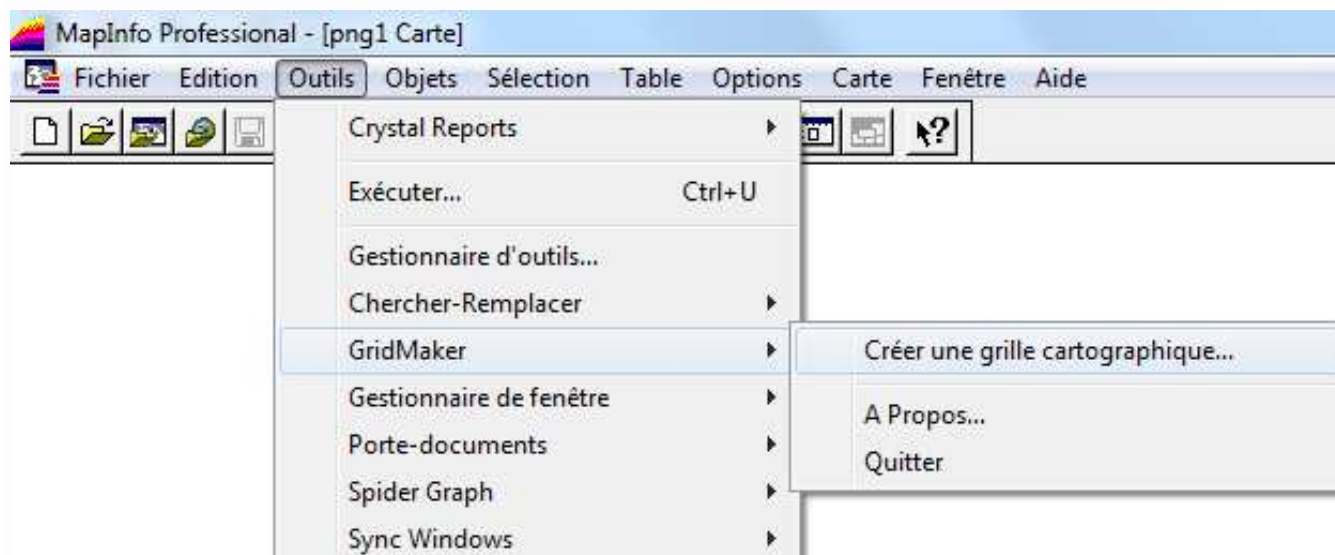 MapInfo Professional - [png1 Carte]
Fichier Edition Outils Objets Sélection Table Options Carte Fenêtre Aide
Crystal Reports
Exécuter... Ctrl+U
Gestionnaire d'outils...
Chercher-Remplacer
GridMaker
Créer une grille cartographique...
Gestionnaire de fenêtre
A Propos...
Porte-documents
Quitter
Spider Graph
Sync Windows